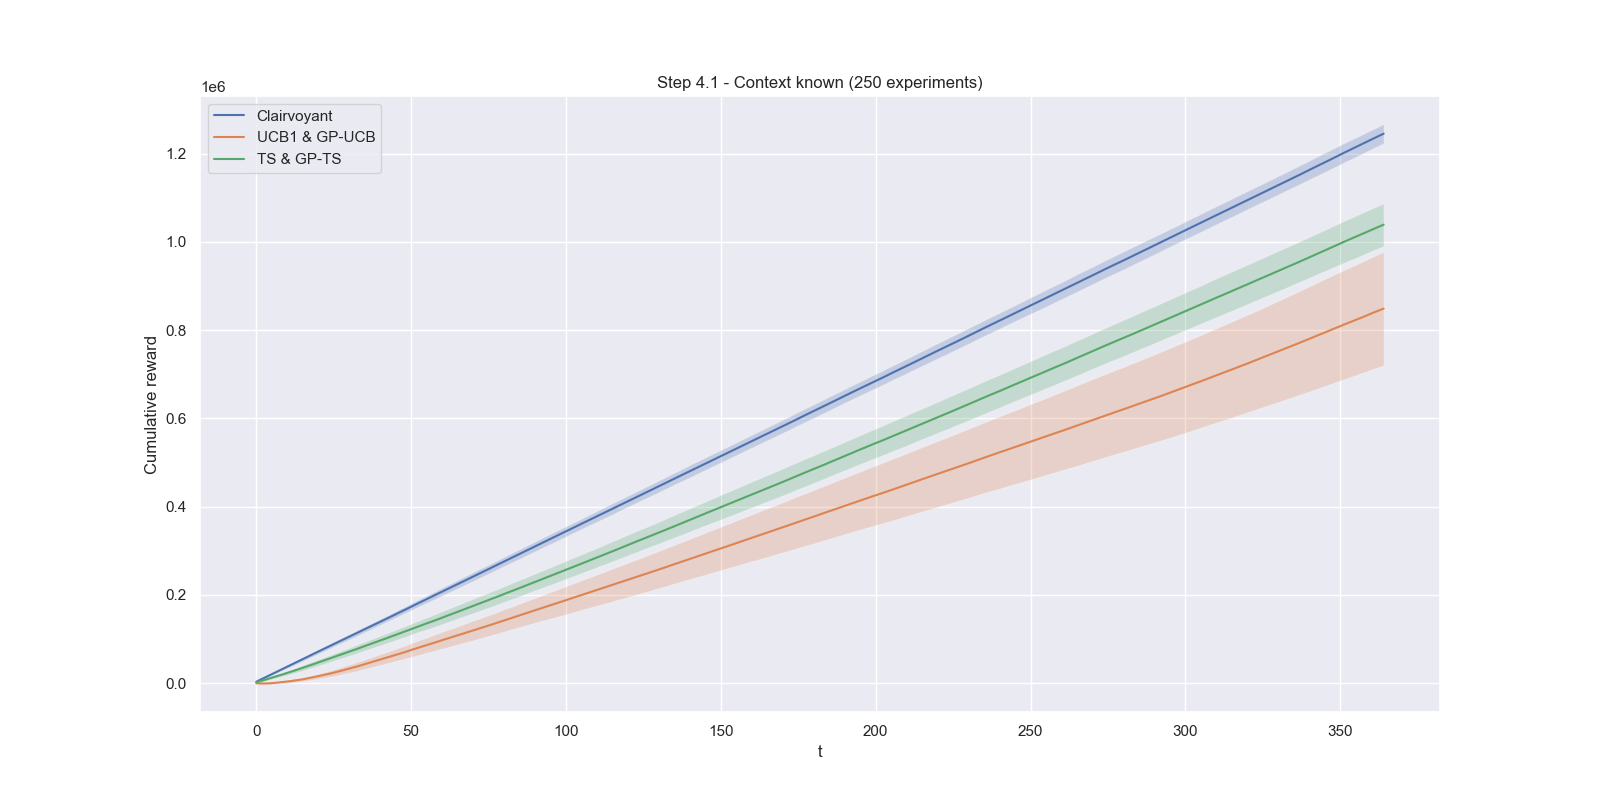 Step 4.1 - Context known (250 experiments)
1e6
Clairvoyant
UCB1 & GP-UCB
TS & GP-TS
1.2
1.0
0.8
0.6
0.4
0.2
0.0
Cumulative reward
0 50 100 150 200 250 300 350
t